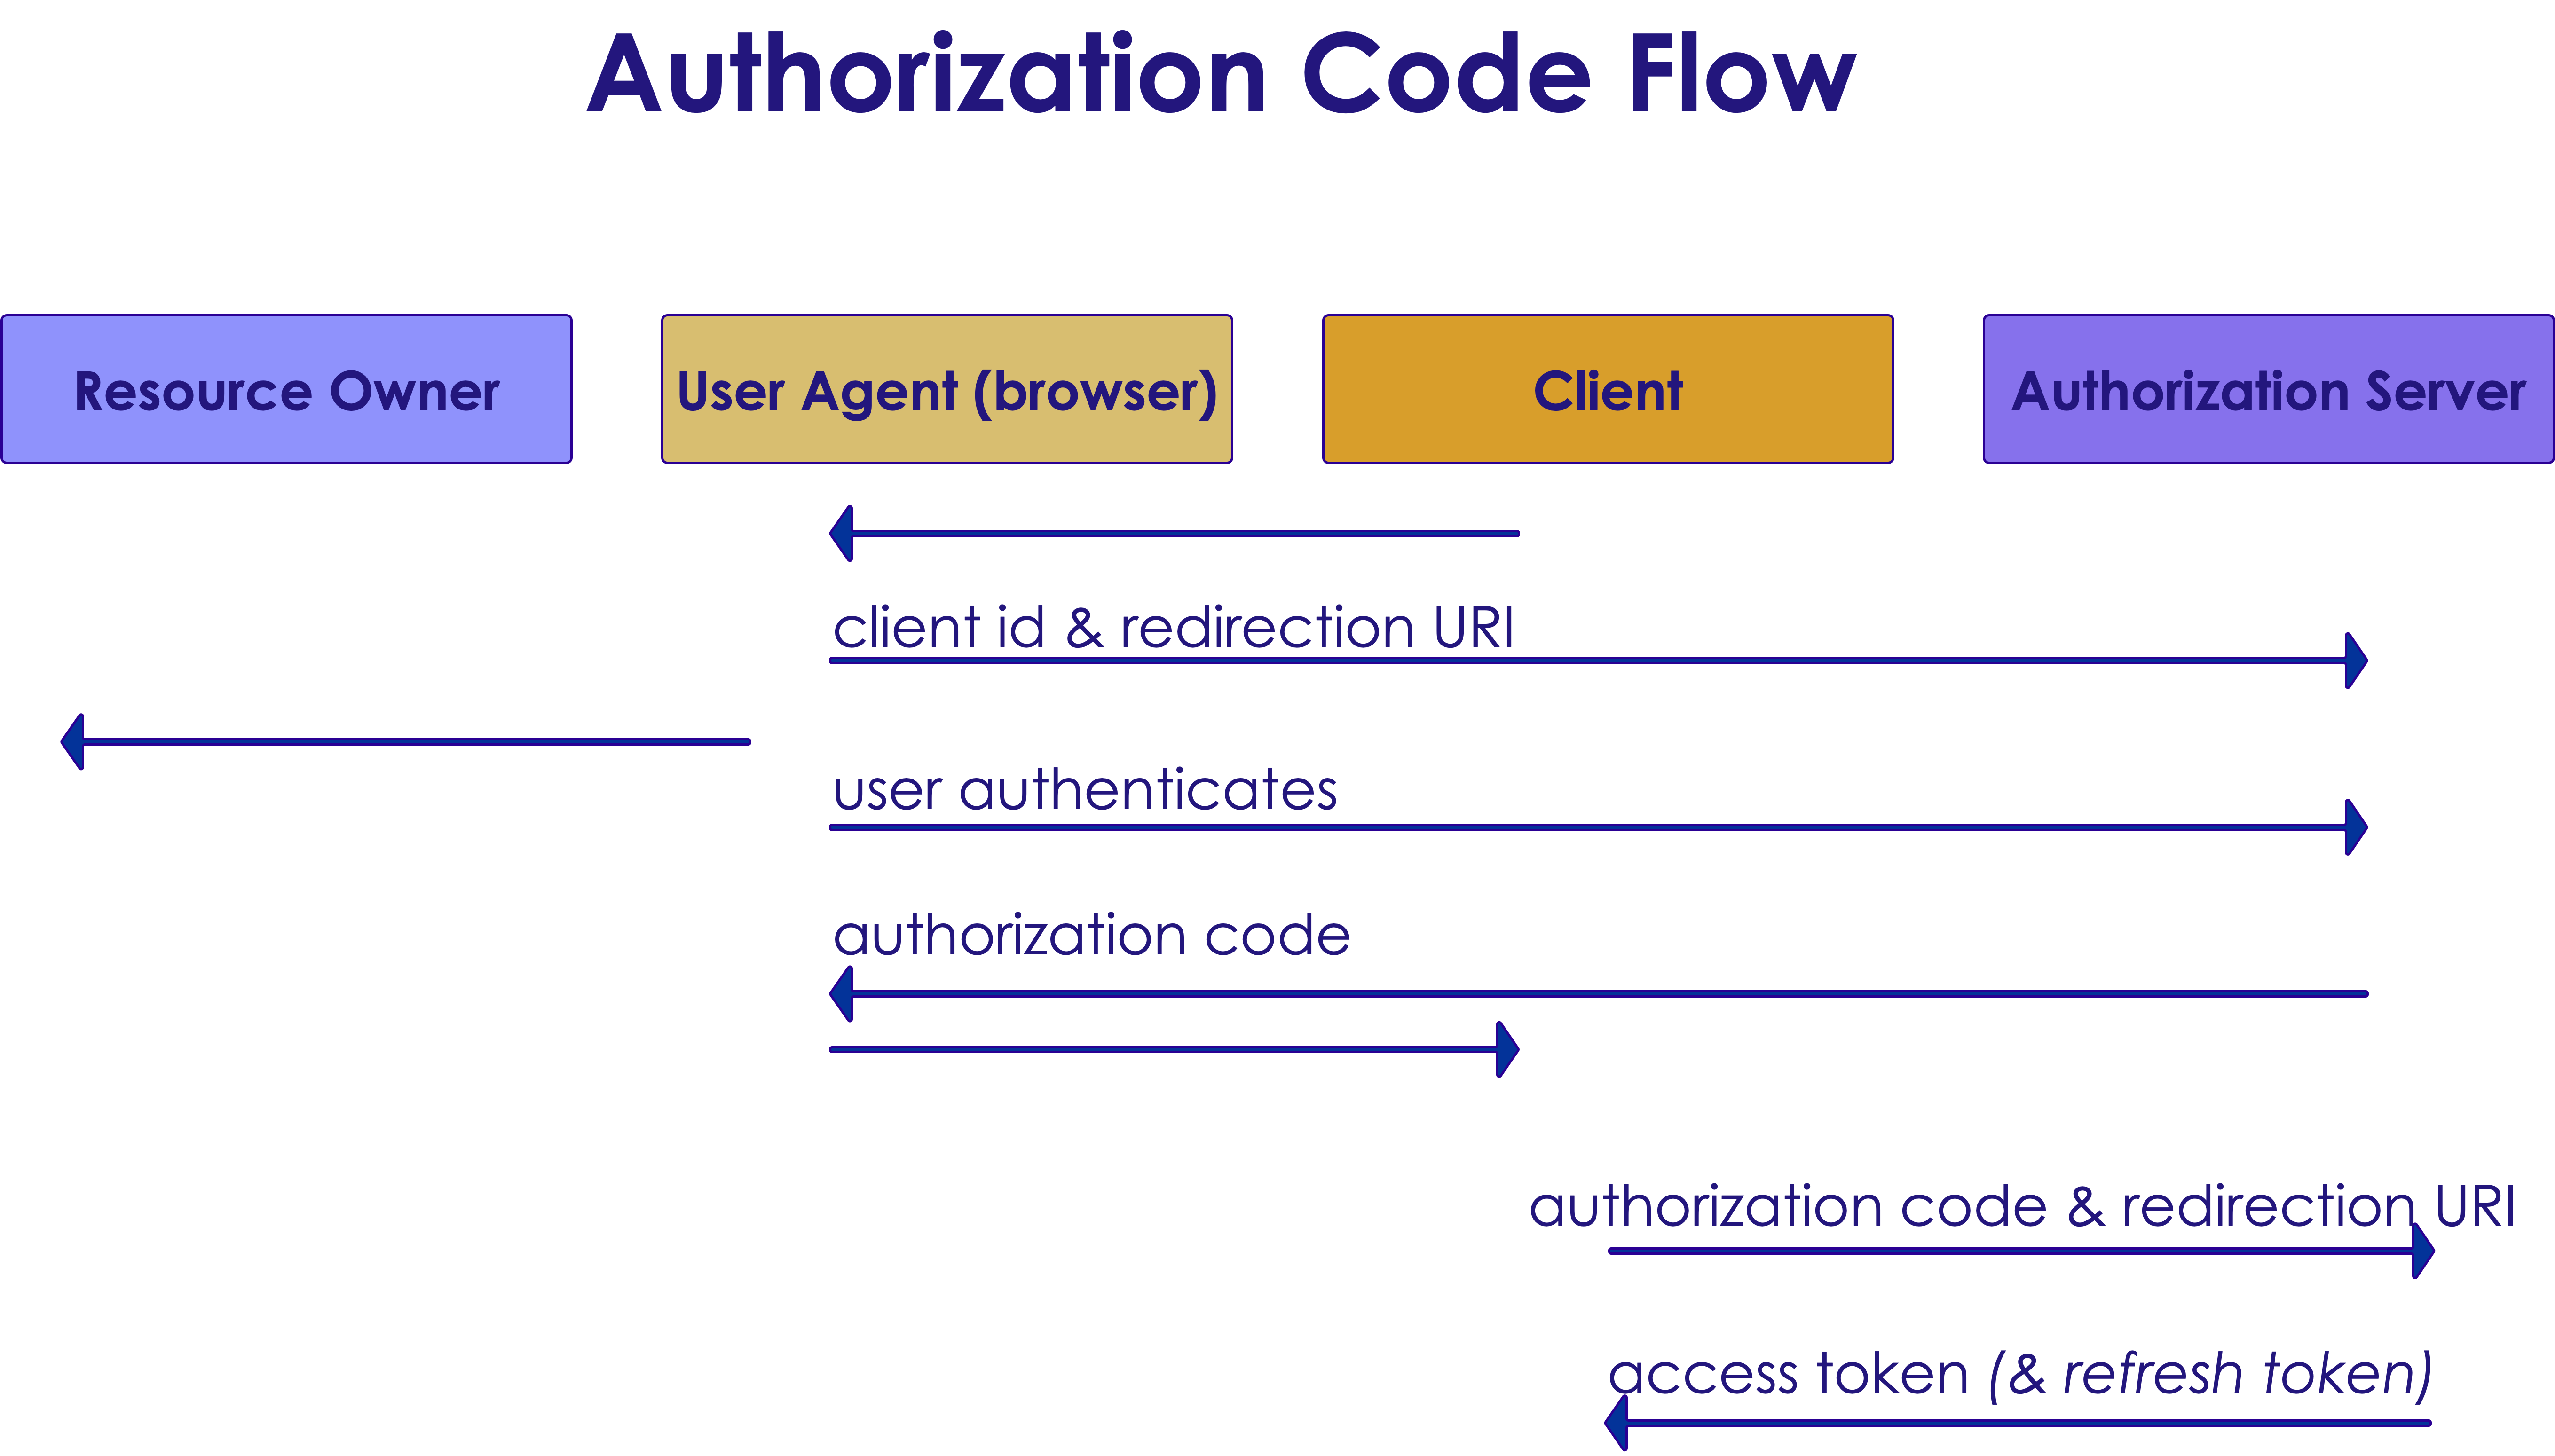 Authorization Code Flow
Resource Owner
User Agent (browser)
Client
Authorization Server
client id & redirection URI
user authenticates
authorization code
authorization code & redirection URI
access token (& refresh token)